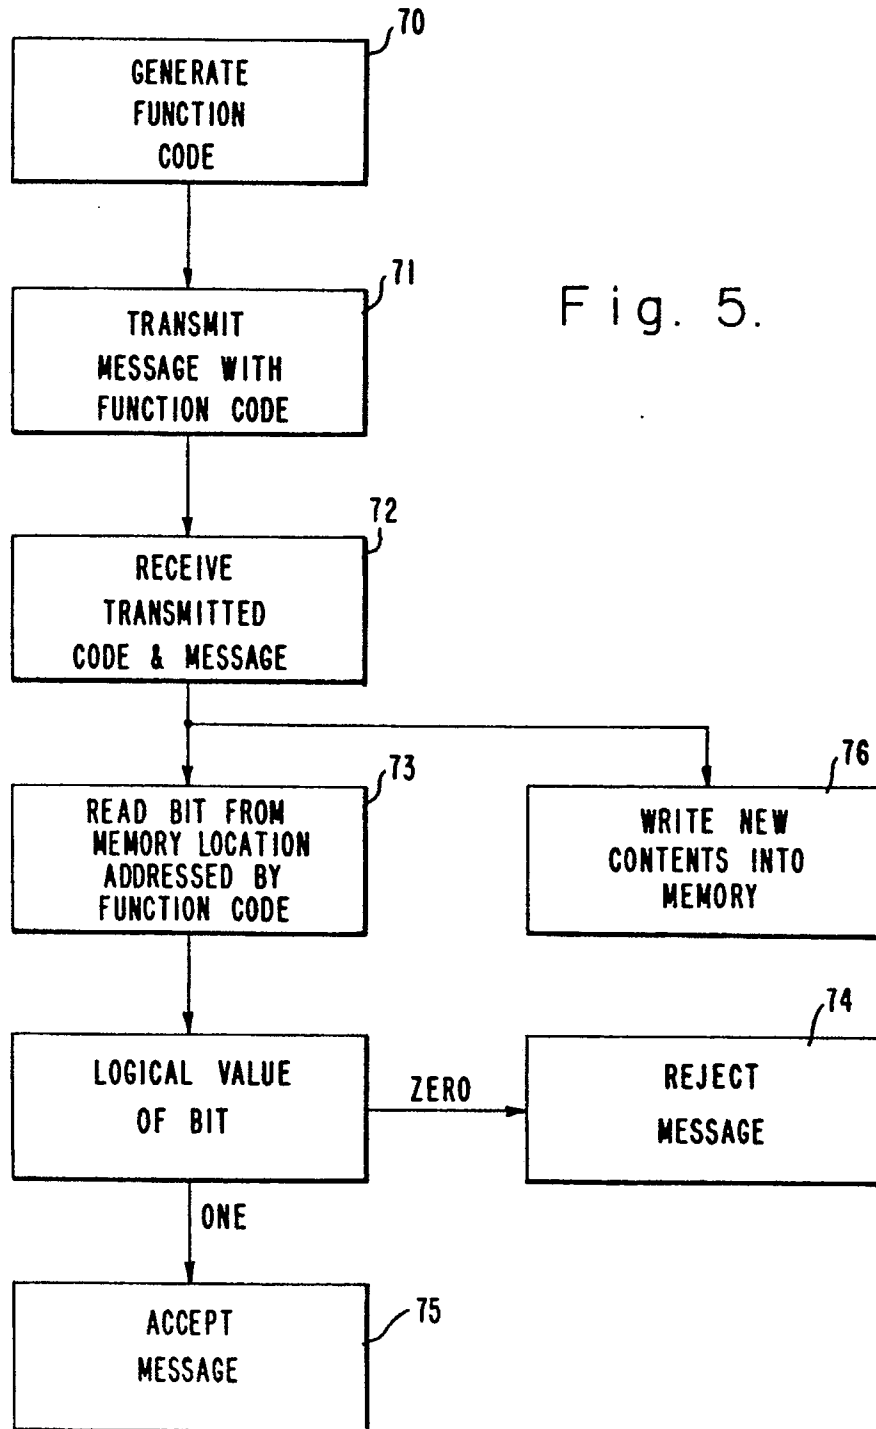 70
GENERATE
FUNCTION
CODE
71
TRANSMIT
MESSAGE WITH
FUNCTION CODE
Fig. 5.
72
RECEIVE
TRANSMITTED
CODE & MESSAGE
73
READ BIT FROM
MEMORY LOCATION
ADDRESSED BY
FUNCTION CODE
76
WRITE NEW
CONTENTS INTO
MEMORY
LOGICAL VALUE
OF BIT
ZERO
74
REJECT
MESSAGE
ONE
75
ACCEPT
MESSAGE